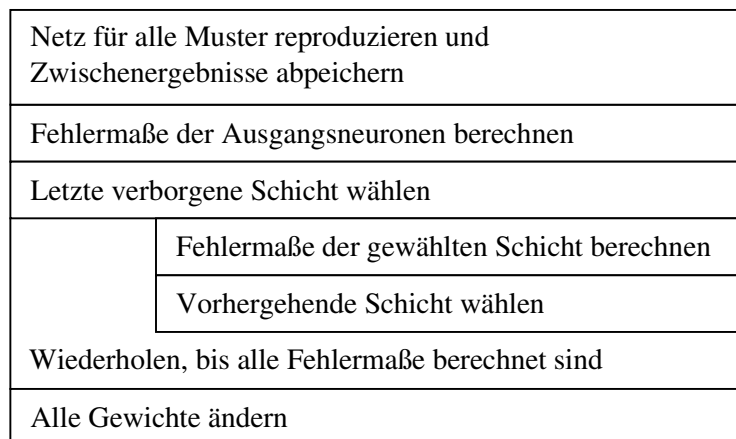 Netz für alle Muster reproduzieren und
Zwischenergebnisse abpeichern
Fehlermaße der Ausgangsneuronen berechnen
Letzte verborgene Schicht wählen
Fehlermaße der gewählten Schicht berechnen
Vorhergehende Schicht wählen
Wiederholen, bis alle Fehlermaße berechnet sind
Alle Gewichte ändern